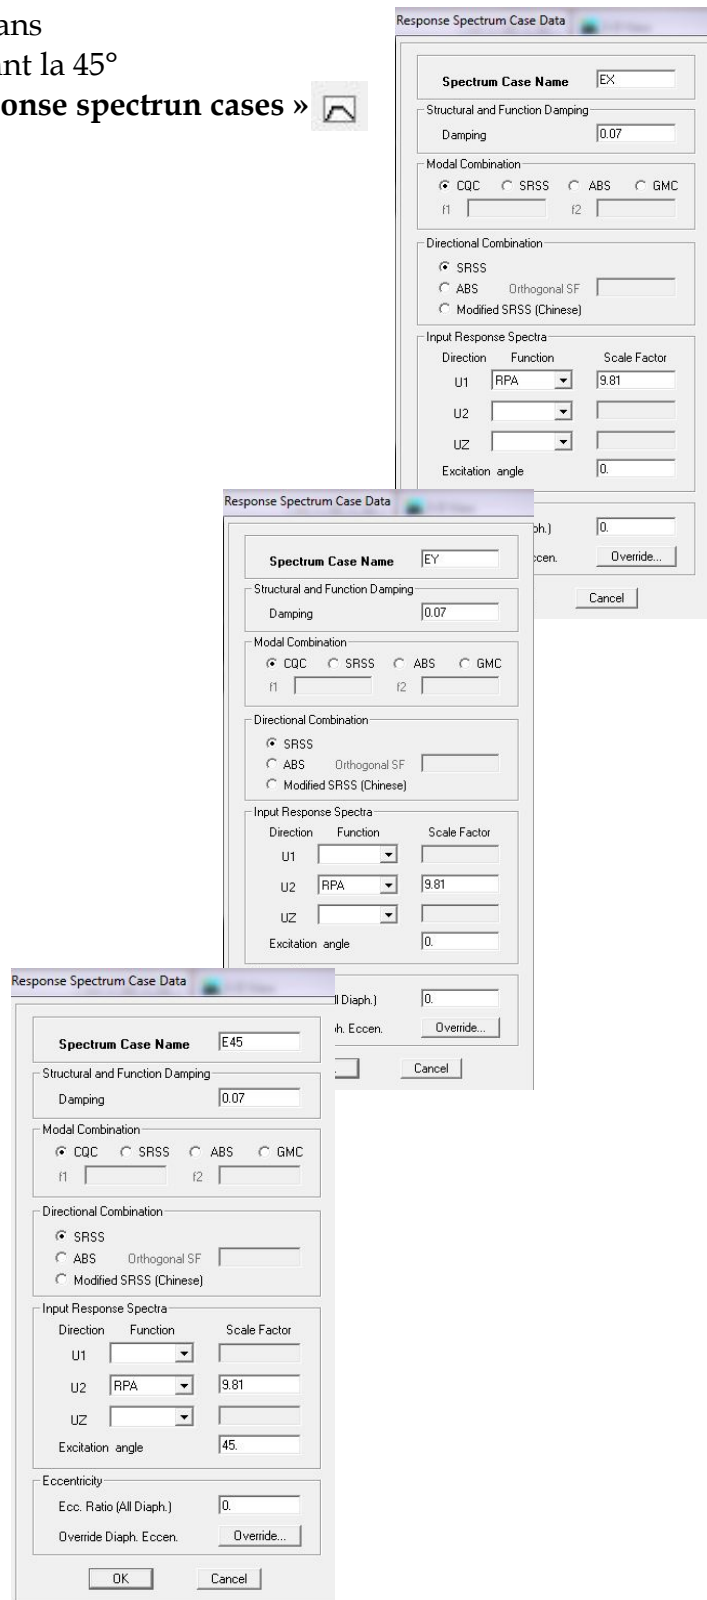 ans
nt la 45°
onse spectrun cases »
Response Spectrum Case Data
Spectrum Case Name EX
Structural and Function Damping
Damping 0.07
Modal Combination
CQC SRSS ABS GMC
f1 f2
Directional Combination
SRSS
ABS Orthogonal SF
Modified SRSS (Chinese)
Input Response Spectra
Direction Function Scale Factor
U1 RPA 9.81
U2
UZ
Excitation angle 0.
ph.) 0.
ccen. Override...
Cancel
Response Spectrum Case Data
Spectrum Case Name EY
Structural and Function Damping
Damping 0.07
Modal Combination
CQC SRSS ABS GMC
f1 f2
Directional Combination
SRSS
ABS Orthogonal SF
Modified SRSS (Chinese)
Input Response Spectra
Direction Function Scale Factor
U1
U2 RPA 9.81
UZ
Excitation angle 0.
ll Diaph.) 0.
ph. Eccen. Override...
Cancel
Response Spectrum Case Data
Spectrum Case Name E45
Structural and Function Damping
Damping 0.07
Modal Combination
CQC SRSS ABS GMC
f1 f2
Directional Combination
SRSS
ABS Orthogonal SF
Modified SRSS (Chinese)
Input Response Spectra
Direction Function Scale Factor
U1
U2 RPA 9.81
UZ
Excitation angle 45.
Eccentricity
Ecc. Ratio (All Diaph.) 0.
Override Diaph. Eccen. Override...
OK Cancel